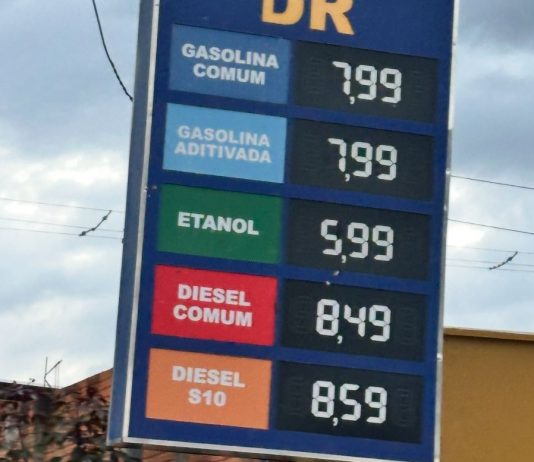 DR
GASOLINA
COMUM
7,99
GASOLINA
ADITIVADA
7,99
ETANOL
5,99
DIESEL
COMUM
8,49
DIESEL
S10
8,59